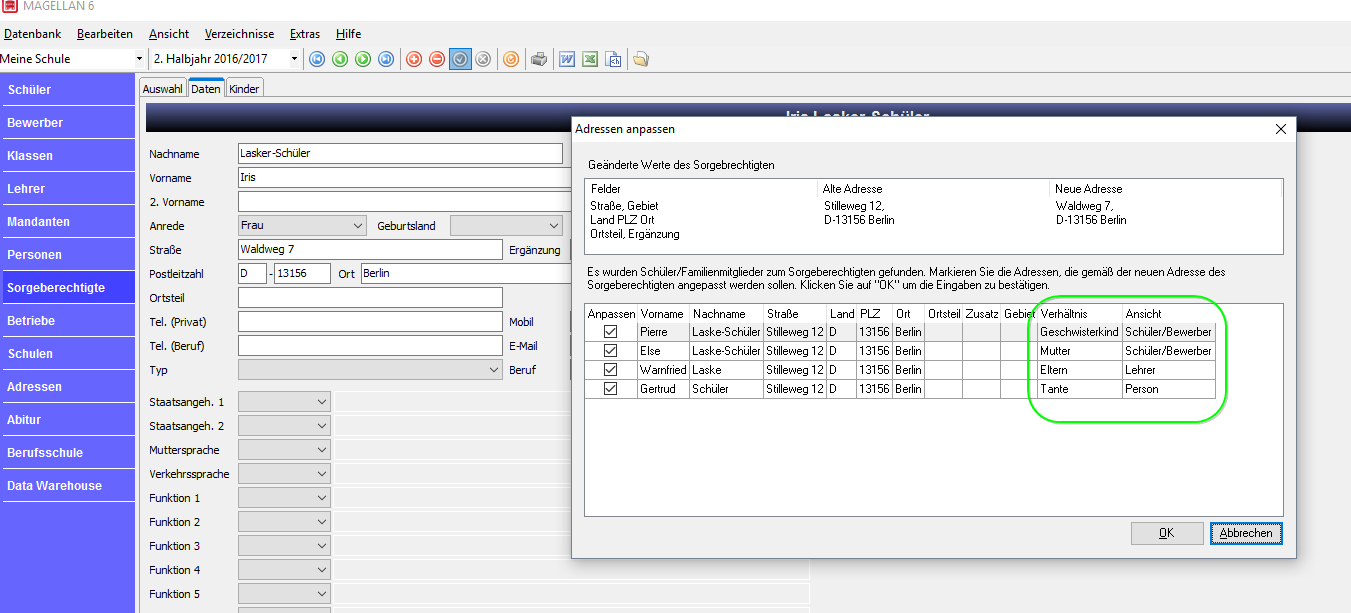 MAGELLAN 6
Datenbank Bearbeiten Ansicht Verzeichnisse Extras Hilfe
Meine Schule 2. Halbjahr 2016/2017
Schüler
Bewerber
Klassen
Lehrer
Mandanten
Personen
Sorgeberechtigte
Betriebe
Schulen
Adressen
Abitur
Berufsschule
Data Warehouse
Auswahl Daten Kinder
Iris Lasker-Schüler
Nachname Lasker-Schüler
Vorname Iris
2. Vorname
Anrede Frau Geburtsland
Straße Waldweg 7 Ergänzung
Postleitzahl D - 13156 Ort Berlin
Ortsteil
Tel. (Privat) Mobil
Tel. (Beruf) E-Mail
Typ Beruf
Staatsangeh. 1
Staatsangeh. 2
Muttersprache
Verkehrssprache
Funktion 1
Funktion 2
Funktion 3
Funktion 4
Funktion 5
Adressen anpassen
Geänderte Werte des Sorgebrechtigten
Felder Alte Adresse Neue Adresse
Straße, Gebiet Stilleweg 12, Waldweg 7,
Land PLZ Ort D-13156 Berlin D-13156 Berlin
Ortsteil, Ergänzung
Es wurden Schüler/Familienmitglieder zum Sorgeberechtigten gefunden. Markieren Sie die Adressen, die gemäß der neuen Adresse des
Sorgeberechtigten angepasst werden sollen. Klicken Sie auf "OK" um die Eingaben zu bestätigen.
Anpassen Vorname Nachname Straße Land PLZ Ort Ortsteil Zusatz Gebiet Verhältnis Ansicht
Pierre Laske-Schüler Stilleweg 12 D 13156 Berlin Geschwisterkind Schüler/Bewerber
Else Laske-Schüler Stilleweg 12 D 13156 Berlin Mutter Schüler/Bewerber
Warnfried Laske Stilleweg 12 D 13156 Berlin Eltern Lehrer
Gertrud Schüler Stilleweg 12 D 13156 Berlin Tante Person
OK Abbrechen